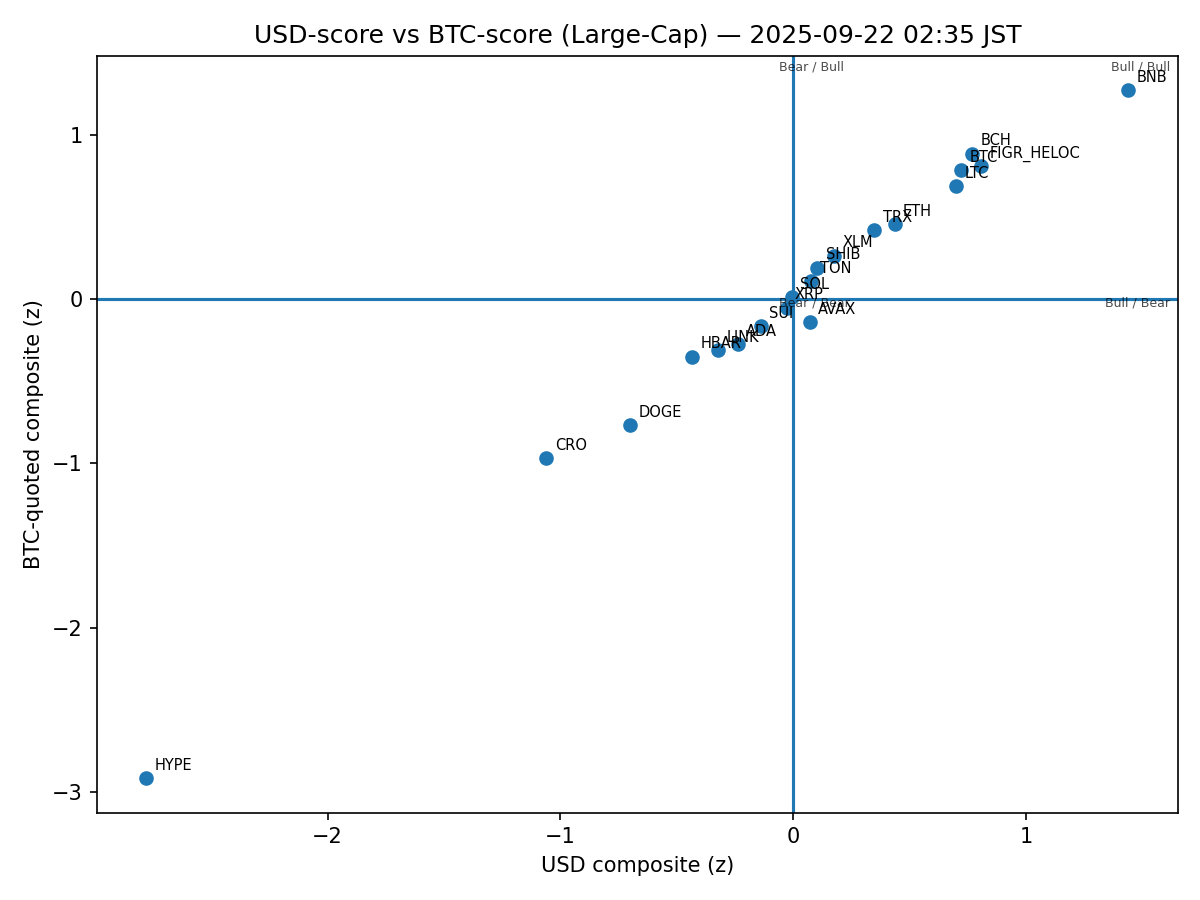 USD-score vs BTC-score (Large-Cap) — 2025-09-22 02:35 JST
Bear / Bull
Bull / Bull
BNB
BCH
FIGR_HELOC
BTC
LTC
ETH
TRX
XLM
SHIB
TON
SOL
XRP
Bear / Bear
Bull / Bear
AVAX
SUI
ADA
LINK
HBAR
DOGE
CRO
HYPE
1
0
−1
−2
−3
−2
−1
0
1
BTC-quoted composite (z)
USD composite (z)